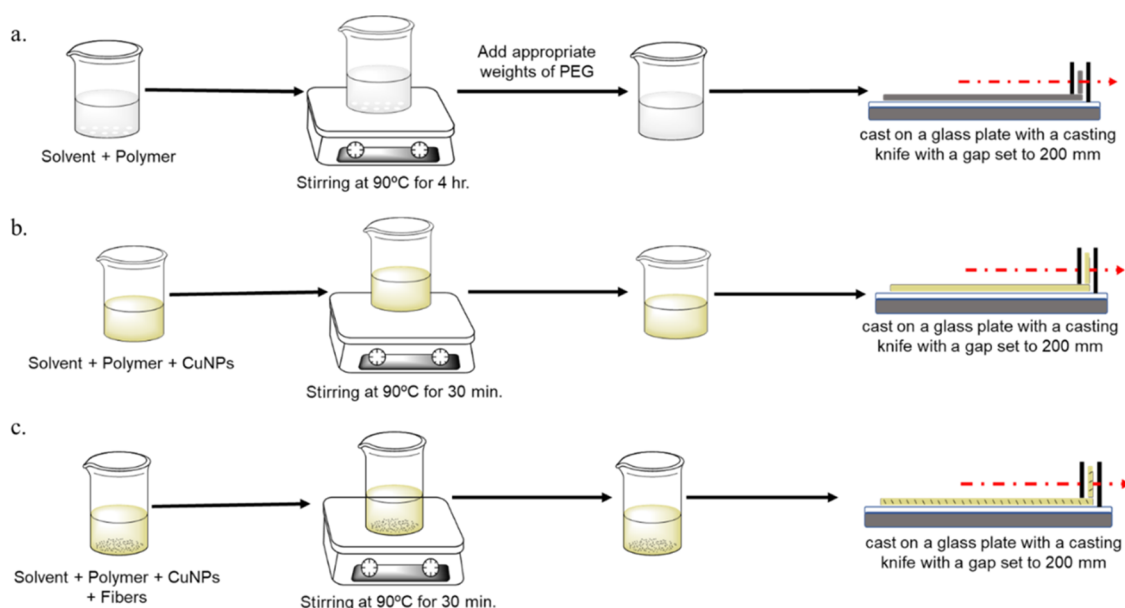 a.
Add appropriate
weights of PEG
Solvent + Polymer
Stirring at 90ºC for 4 hr.
cast on a glass plate with a casting
knife with a gap set to 200 mm
b.
Solvent + Polymer + CuNPs
Stirring at 90ºC for 30 min.
cast on a glass plate with a casting
knife with a gap set to 200 mm
c.
Solvent + Polymer + CuNPs
+ Fibers
Stirring at 90ºC for 30 min.
cast on a glass plate with a casting
knife with a gap set to 200 mm